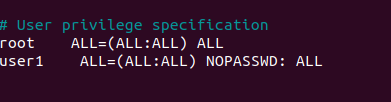 # User privilege specification
root    ALL=(ALL:ALL) ALL
user1    ALL=(ALL:ALL) NOPASSWD: ALL